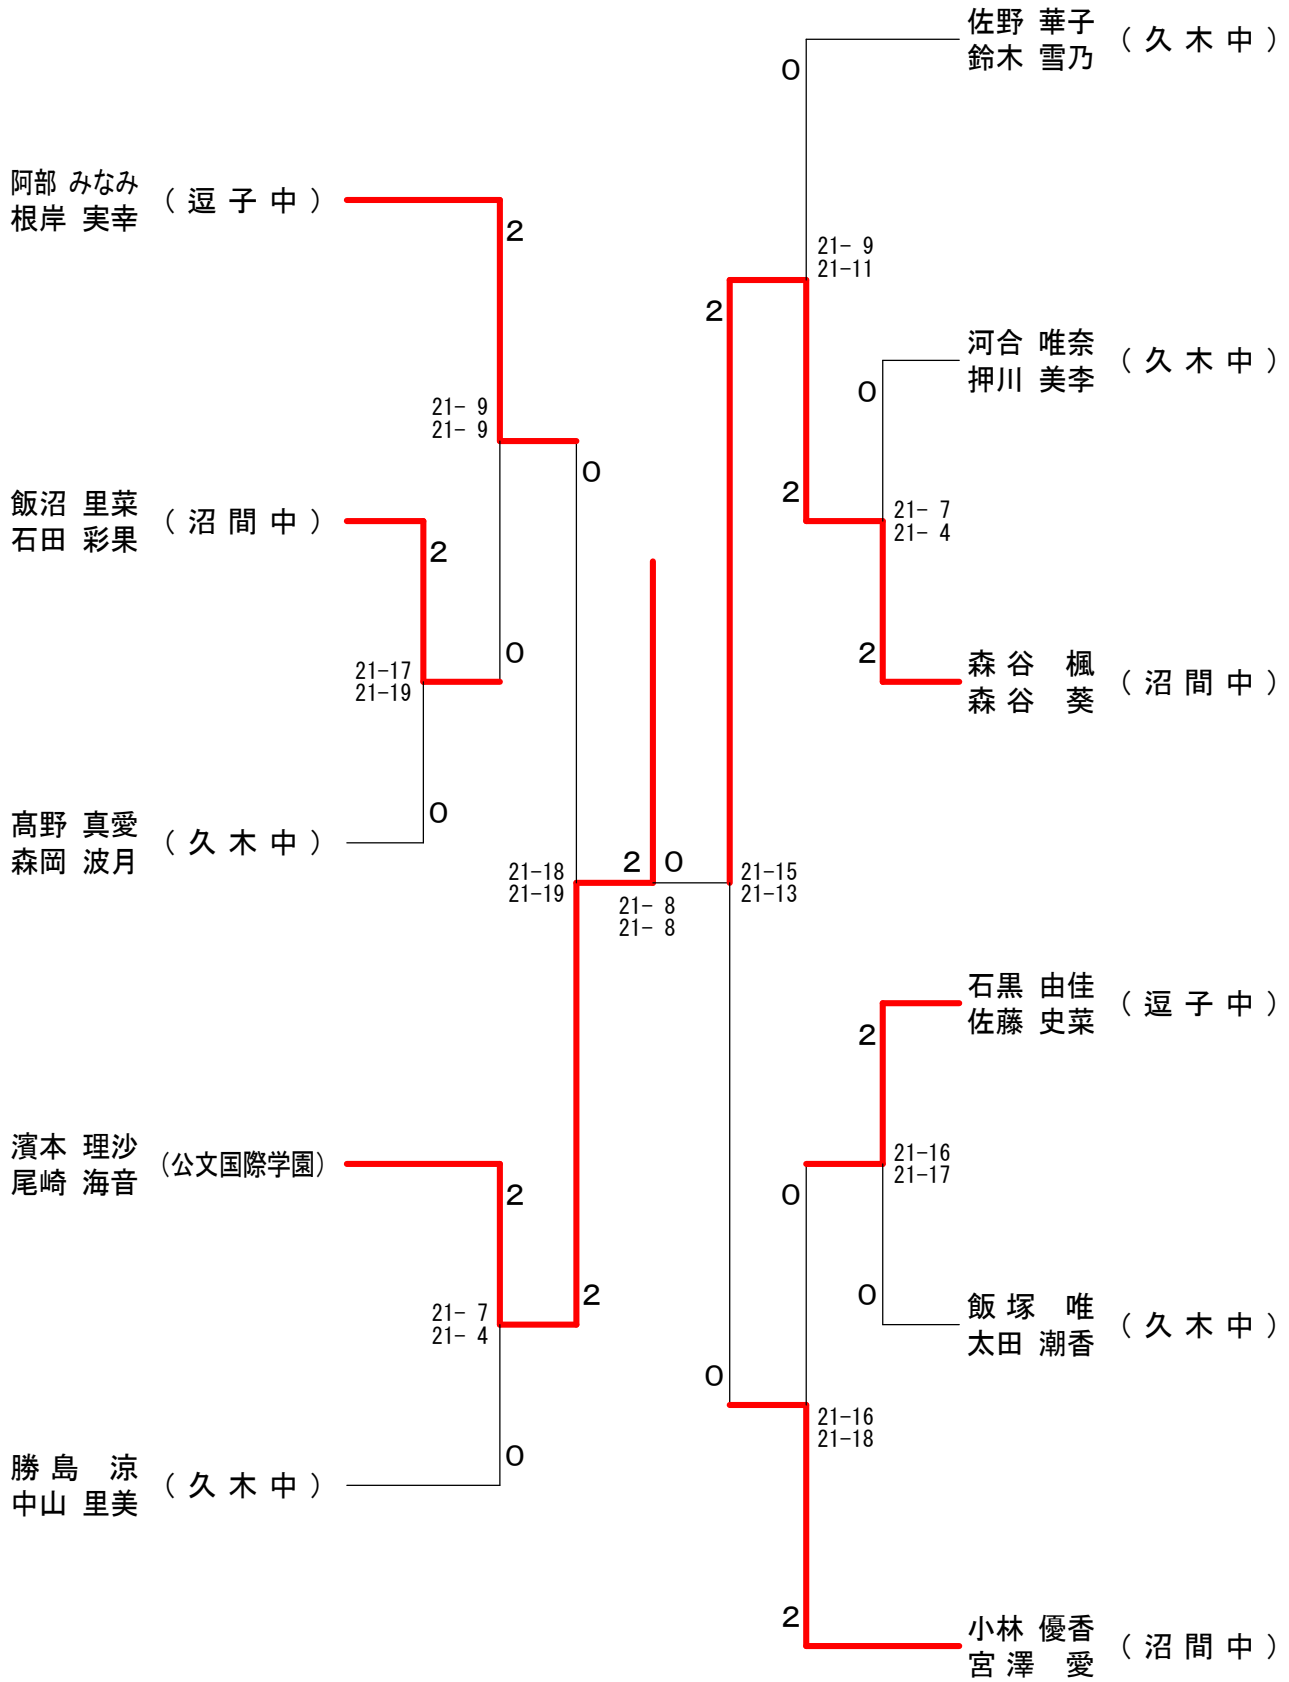 阿部 みなみ
根岸 実幸
( 逗 子 中 )
2
21- 9
21- 9
0
飯沼 里菜
石田 彩果
( 沼 間 中 )
2
0
21-17
21-19
髙野 真愛
森岡 波月
( 久 木 中 )
0
21-18
21-19
2 0
21- 8
21- 8
濱本 理沙
尾崎 海音
(公文国際学園)
2
2
21- 7
21- 4
勝 島 涼
中山 里美
( 久 木 中 )
0
佐野 華子
鈴木 雪乃
( 久 木 中 )
0
21- 9
21-11
2
河合 唯奈
押川 美李
( 久 木 中 )
0
2
21- 7
21- 4
2
森 谷 楓
森 谷 葵
( 沼 間 中 )
21-15
21-13
石黒 由佳
佐藤 史菜
( 逗 子 中 )
2
21-16
21-17
0
0
飯 塚 唯
太田 潮香
( 久 木 中 )
0
21-16
21-18
2
小林 優香
宮 澤 愛
( 沼 間 中 )